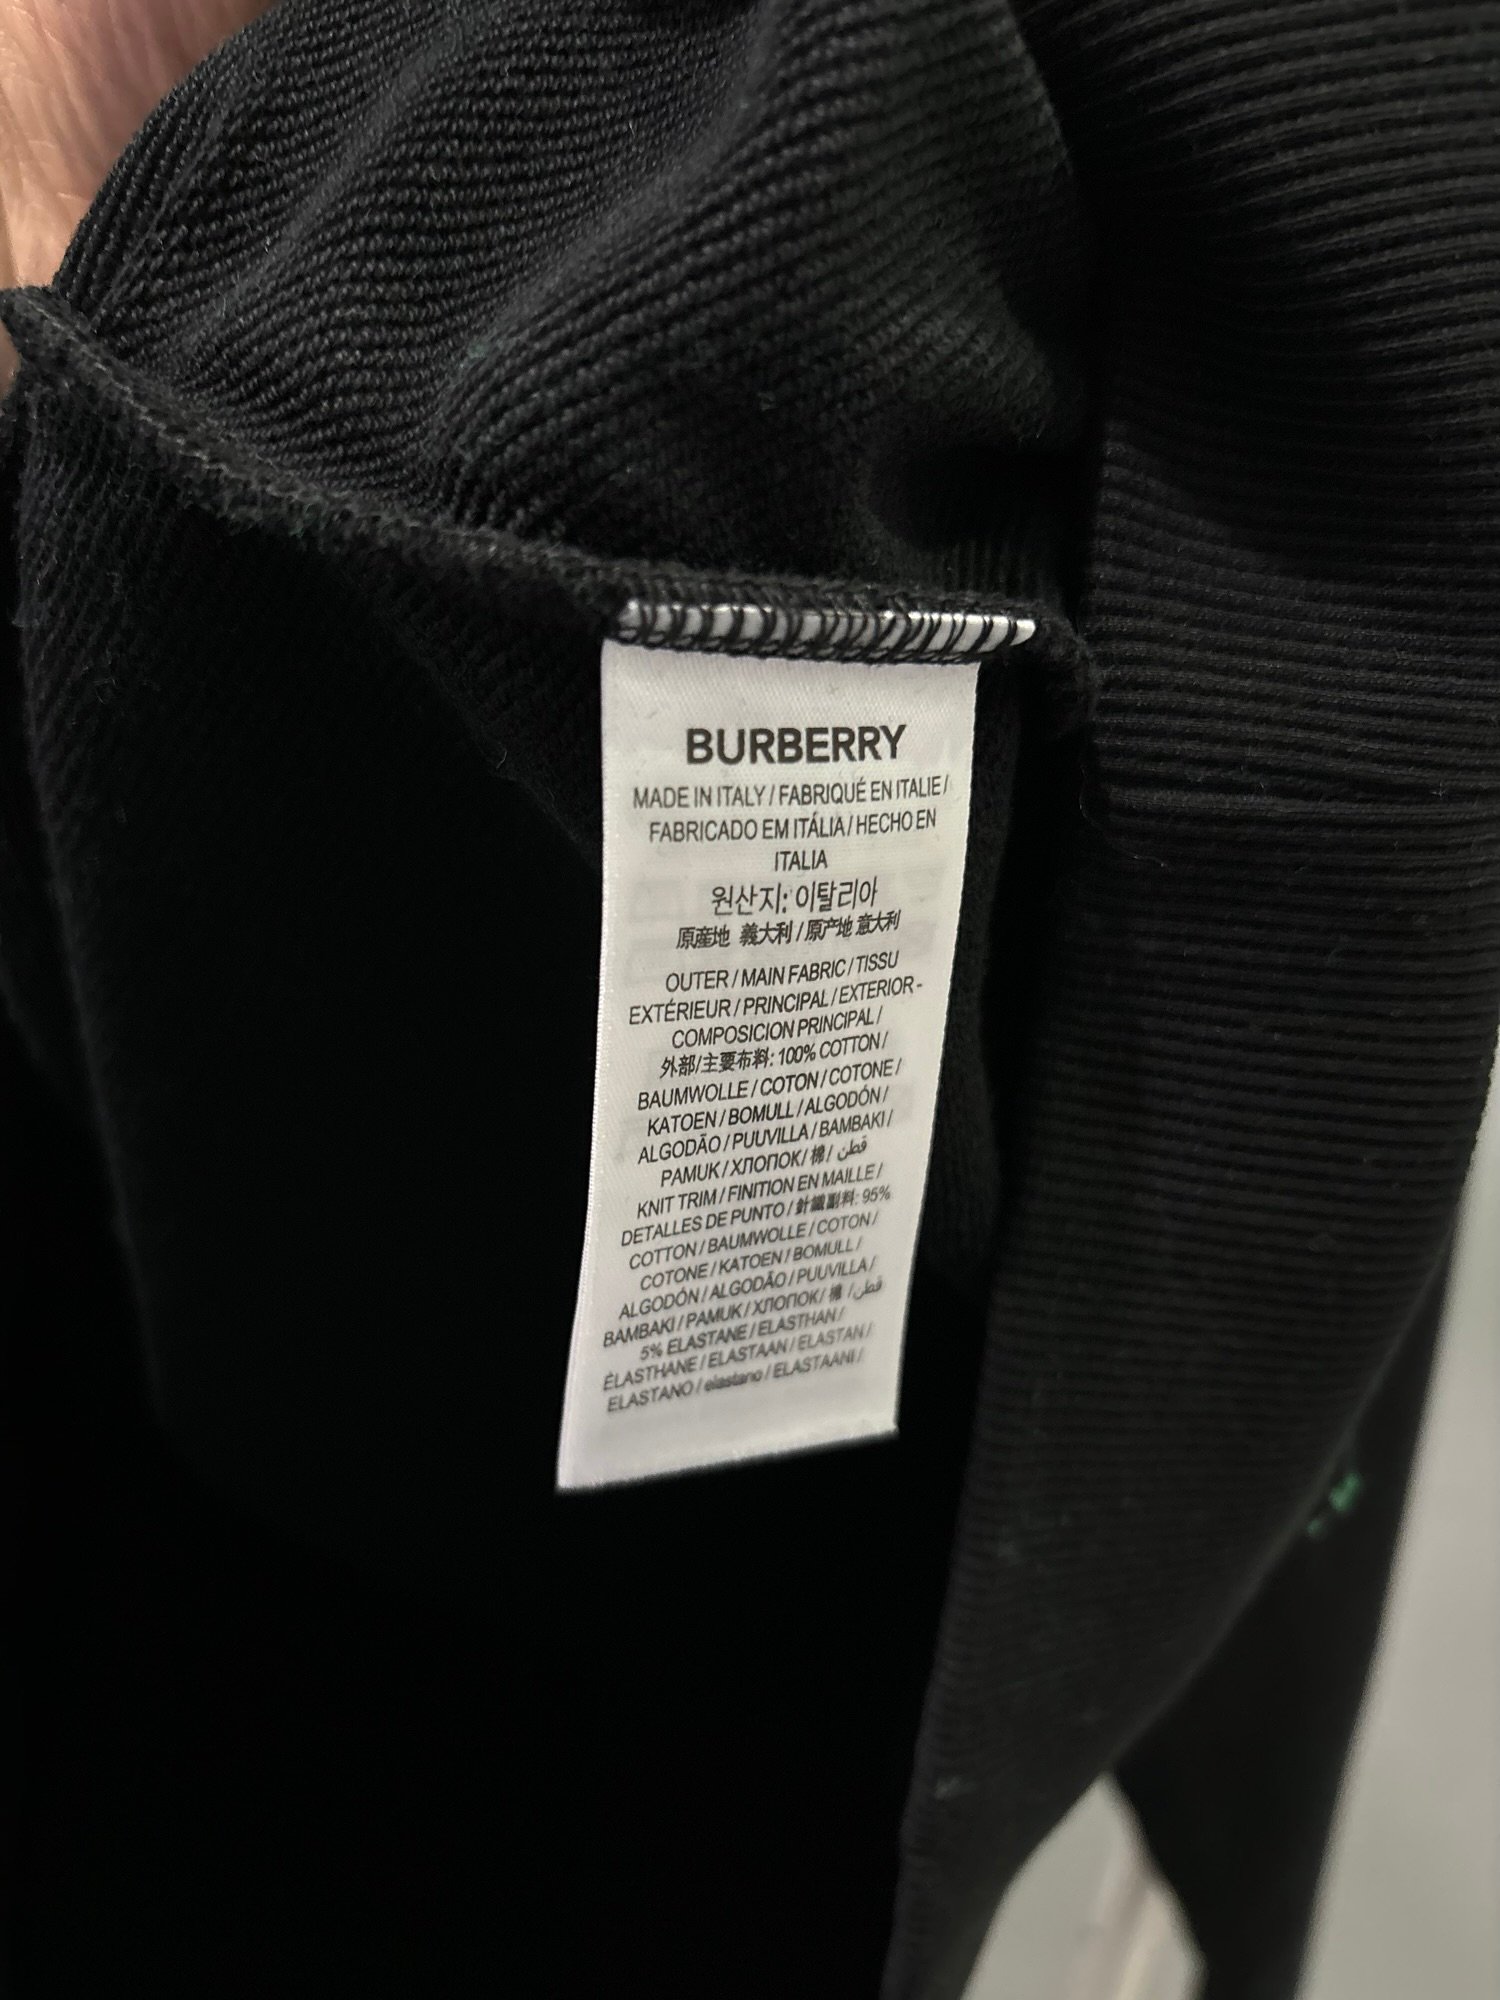 BURBERRY
MADE IN ITALY / FABRIQUÉ EN ITALIE /
FABRICADO EM ITÁLIA / HECHO EN
ITALIA
원산지: 이탈리아
原産地 義大利 / 原产地 意大利
OUTER / MAIN FABRIC / TISSU
EXTÉRIEUR / PRINCIPAL / EXTERIOR -
COMPOSICION PRINCIPAL /
外部/主要布料: 100% COTTON /
BAUMWOLLE / COTON / COTONE /
KATOEN / BOMULL / ALGODÓN /
ALGODÃO / PUUVILLA / BAMBAKI /
PAMUK / ХЛОПОК / 棉 / قطن
KNIT TRIM / FINITION EN MAILLE /
DETALLES DE PUNTO / 針織副料: 95%
COTTON / BAUMWOLLE / COTON /
COTONE / KATOEN / BOMULL /
ALGODÓN / ALGODÃO / PUUVILLA /
BAMBAKI / PAMUK / ХЛОПОК / 棉 / قطن
5% ELASTANE / ELASTHAN /
ÉLASTHANE / ELASTAAN / ELASTAN /
ELASTANO / elastano / ELASTAANI /